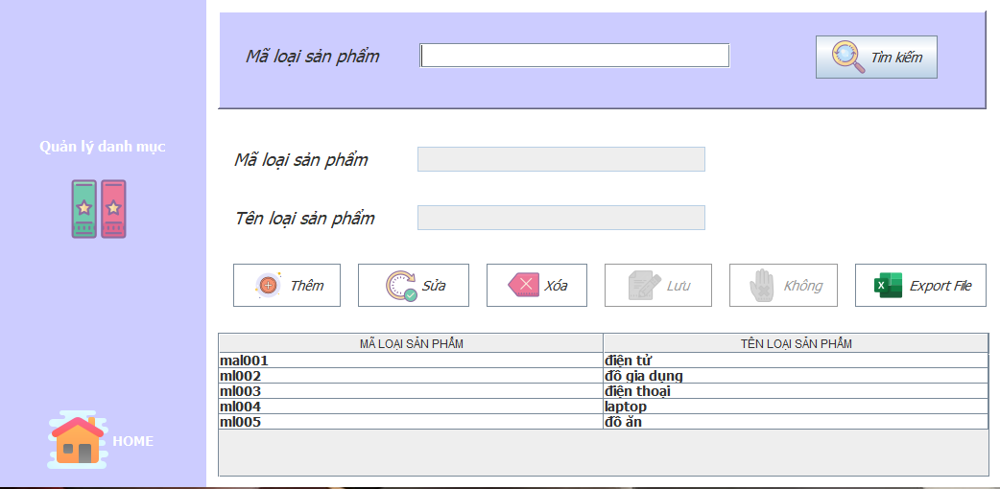 Mã loại sản phẩm
Tìm kiếm
Quản lý danh mục
Mã loại sản phẩm
Tên loại sản phẩm
Thêm
Sửa
Xóa
Lưu
Không
Export File
MÃ LOẠI SẢN PHẨM TÊN LOẠI SẢN PHẨM
mal001 điện tử
ml002 đồ gia dụng
ml003 điện thoại
ml004 laptop
ml005 đồ ăn
HOME